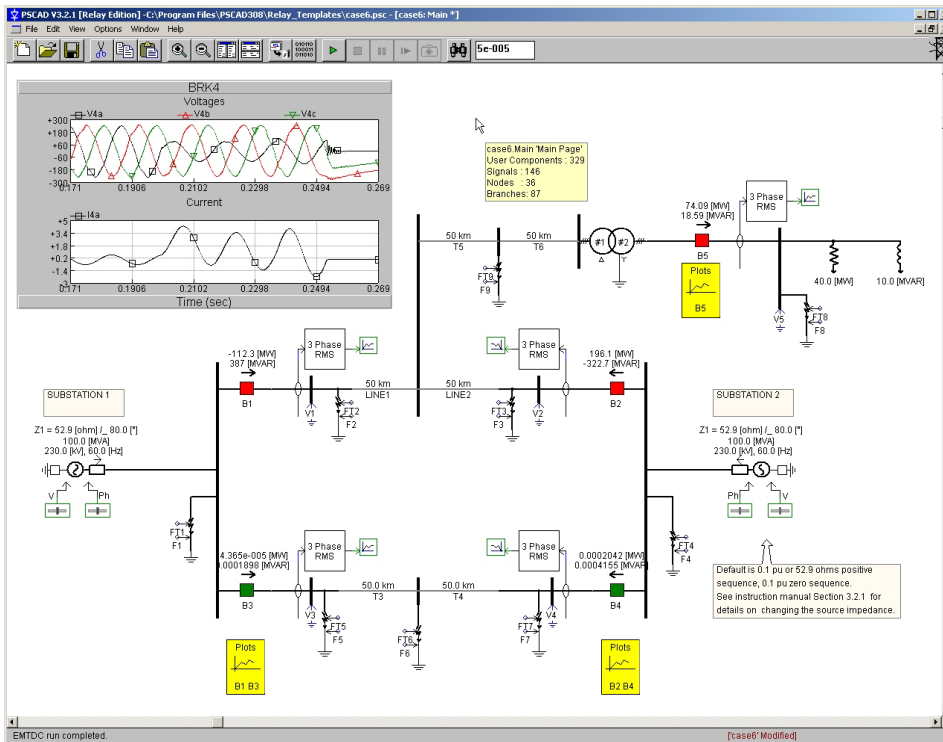 PSCAD V3.2.1 [Relay Edition] -C:\Program Files\PSCAD308\Relay_Templates\case6.psc - [case6: Main *]
File Edit View Options Window Help
5e-005
BRK4
Voltages
V4a V4b V4c
+300
+180
+60
-60
-180
-300
0.171 0.1906 0.2102 0.2298 0.2494 0.269
Current
I4a
+5
+3.4
+1.8
+0.2
-1.4
-3
0.171 0.1906 0.2102 0.2298 0.2494 0.269
Time (sec)
case6.Main 'Main Page'
User Components : 329
Signals : 146
Nodes : 36
Branches: 87
50 km
T5
50 km
T6
FT9
F9
#1 #2
74.09 [MW]
18.59 [MVAR]
B5
3 Phase
RMS
Plots
B5
V5
40.0 [MW]
10.0 [MVAR]
FT8
F8
-112.3 [MW]
387 [MVAR]
B1
3 Phase
RMS
V1
FT2
F2
50 km
LINE1
50 km
LINE2
FT3
F3
3 Phase
RMS
V2
196.1 [MW]
-322.7 [MVAR]
B2
SUBSTATION 1
Z1 = 52.9 [ohm] /_ 80.0 [°]
100.0 [MVA]
230.0 [kV], 60.0 [Hz]
V
Ph
FT1
F1
SUBSTATION 2
Z1 = 52.9 [ohm] /_ 80.0 [°]
100.0 [MVA]
230.0 [kV], 60.0 [Hz]
Ph
V
FT4
F4
4.365e-005 [MW]
0.0001898 [MVAR]
B3
3 Phase
RMS
V3
FT5
F5
50.0 km
T3
50.0 km
T4
FT6
F6
FT7
F7
3 Phase
RMS
V4
0.0002042 [MW]
0.0004155 [MVAR]
B4
Default is 0.1 pu or 52.9 ohms positive
sequence, 0.1 pu zero sequence.
See instruction manual Section 3.2.1 for
details on changing the source impedance.
Plots
B1 B3
Plots
B2 B4
EMTDC run completed.
['case6' Modified]